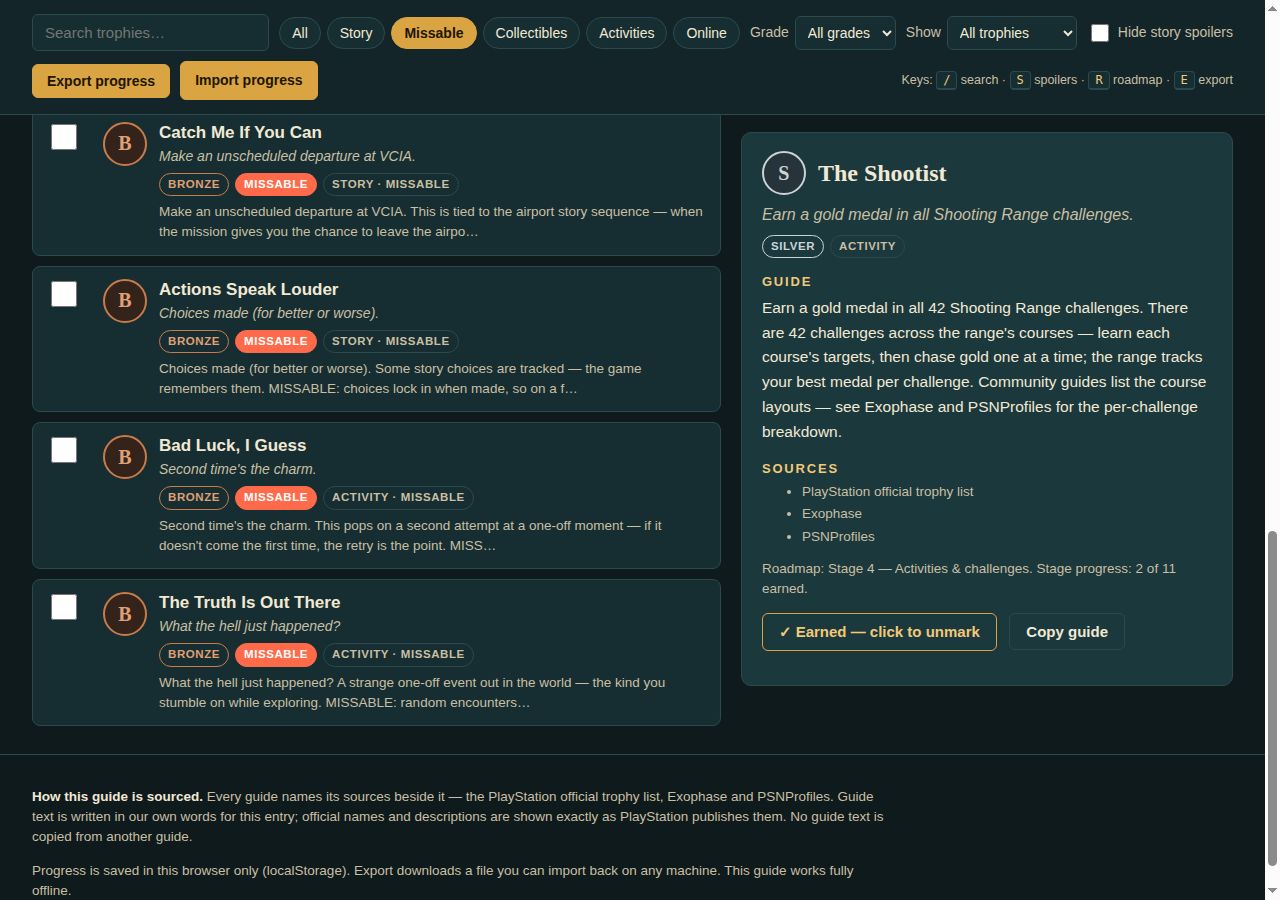 Search trophies…
All
Story
Missable
Collectibles
Activities
Online
Grade
All grades
Show
All trophies
Hide story spoilers
Export progress
Import progress
Keys: / search · S spoilers · R roadmap · E export
B
Catch Me If You Can
Make an unscheduled departure at VCIA.
BRONZE
MISSABLE
STORY · MISSABLE
Make an unscheduled departure at VCIA. This is tied to the airport story sequence — when
the mission gives you the chance to leave the airpo…
B
Actions Speak Louder
Choices made (for better or worse).
BRONZE
MISSABLE
STORY · MISSABLE
Choices made (for better or worse). Some story choices are tracked — the game
remembers them. MISSABLE: choices lock in when made, so on a f…
B
Bad Luck, I Guess
Second time's the charm.
BRONZE
MISSABLE
ACTIVITY · MISSABLE
Second time's the charm. This pops on a second attempt at a one-off moment — if it
doesn't come the first time, the retry is the point. MISS…
B
The Truth Is Out There
What the hell just happened?
BRONZE
MISSABLE
ACTIVITY · MISSABLE
What the hell just happened? A strange one-off event out in the world — the kind you
stumble on while exploring. MISSABLE: random encounters…
S
The Shootist
Earn a gold medal in all Shooting Range challenges.
SILVER
ACTIVITY
GUIDE
Earn a gold medal in all 42 Shooting Range challenges. There
are 42 challenges across the range's courses — learn each
course's targets, then chase gold one at a time; the range tracks
your best medal per challenge. Community guides list the course
layouts — see Exophase and PSNProfiles for the per-challenge
breakdown.
SOURCES
• PlayStation official trophy list
• Exophase
• PSNProfiles
Roadmap: Stage 4 — Activities & challenges. Stage progress: 2 of 11
earned.
✓ Earned — click to unmark
Copy guide
How this guide is sourced. Every guide names its sources beside it — the PlayStation official trophy list, Exophase and PSNProfiles. Guide
text is written in our own words for this entry; official names and descriptions are shown exactly as PlayStation publishes them. No guide text is
copied from another guide.
Progress is saved in this browser only (localStorage). Export downloads a file you can import back on any machine. This guide works fully
offline.